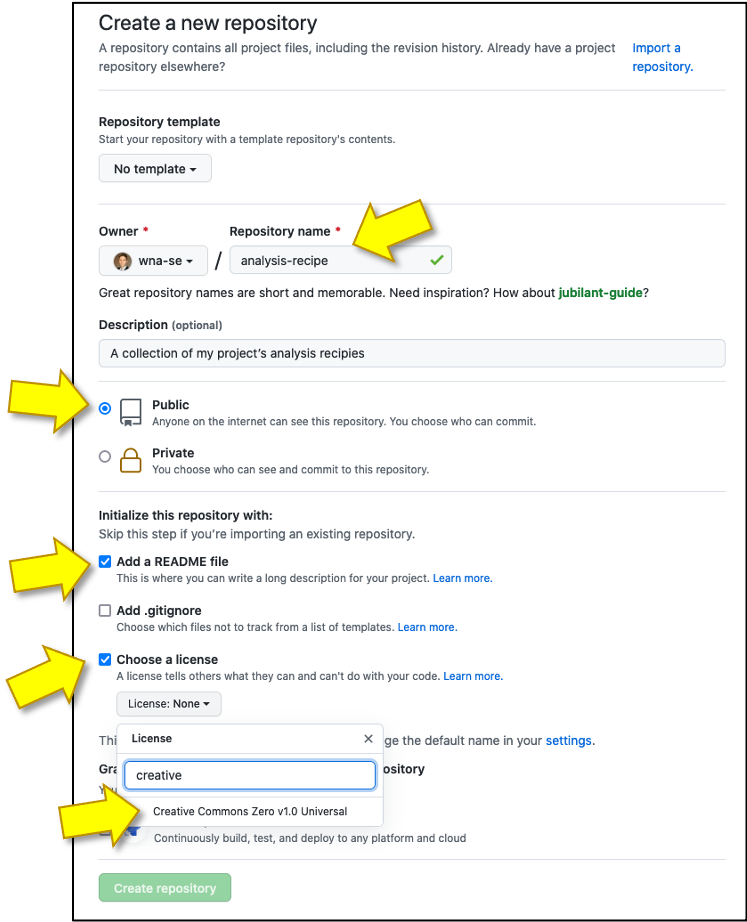 Create a new repository
A repository contains all project files, including the revision history. Already have a project
repository elsewhere?
Import a
repository.
Repository template
Start your repository with a template repository's contents.
No template
Owner *
Repository name *
wna-se
/
analysis-recipe
Great repository names are short and memorable. Need inspiration? How about jubilant-guide?
Description (optional)
A collection of my project's analysis recipies
Public
Anyone on the internet can see this repository. You choose who can commit.
Private
You choose who can see and commit to this repository.
Initialize this repository with:
Skip this step if you're importing an existing repository.
Add a README file
This is where you can write a long description for your project. Learn more.
Add .gitignore
Choose which files not to track from a list of templates. Learn more.
Choose a license
A license tells others what they can and can't do with your code. Learn more.
License: None
License
ge the default name in your settings.
creative
Creative Commons Zero v1.0 Universal
Continuously build, test, and deploy to any platform and cloud
Create repository